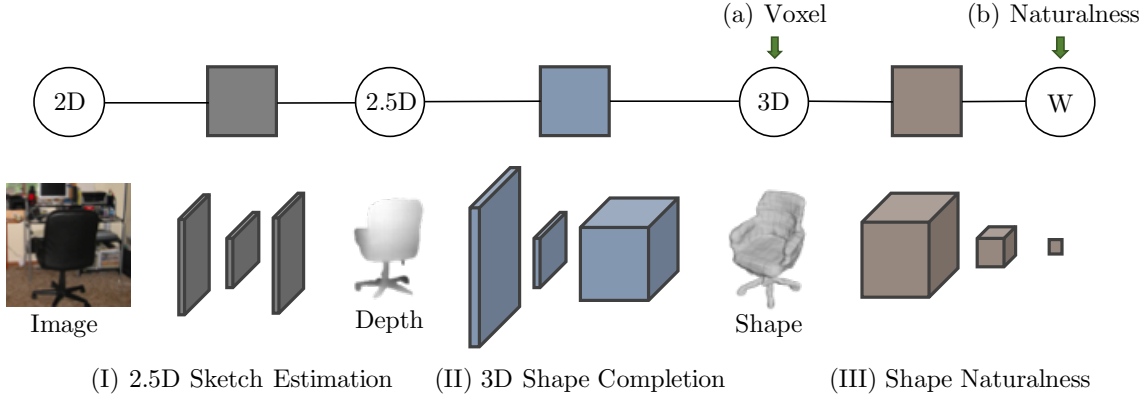 (a) Voxel
(b) Naturalness
2D
2.5D
3D
W
Image
Depth
Shape
(I) 2.5D Sketch Estimation
(II) 3D Shape Completion
(III) Shape Naturalness